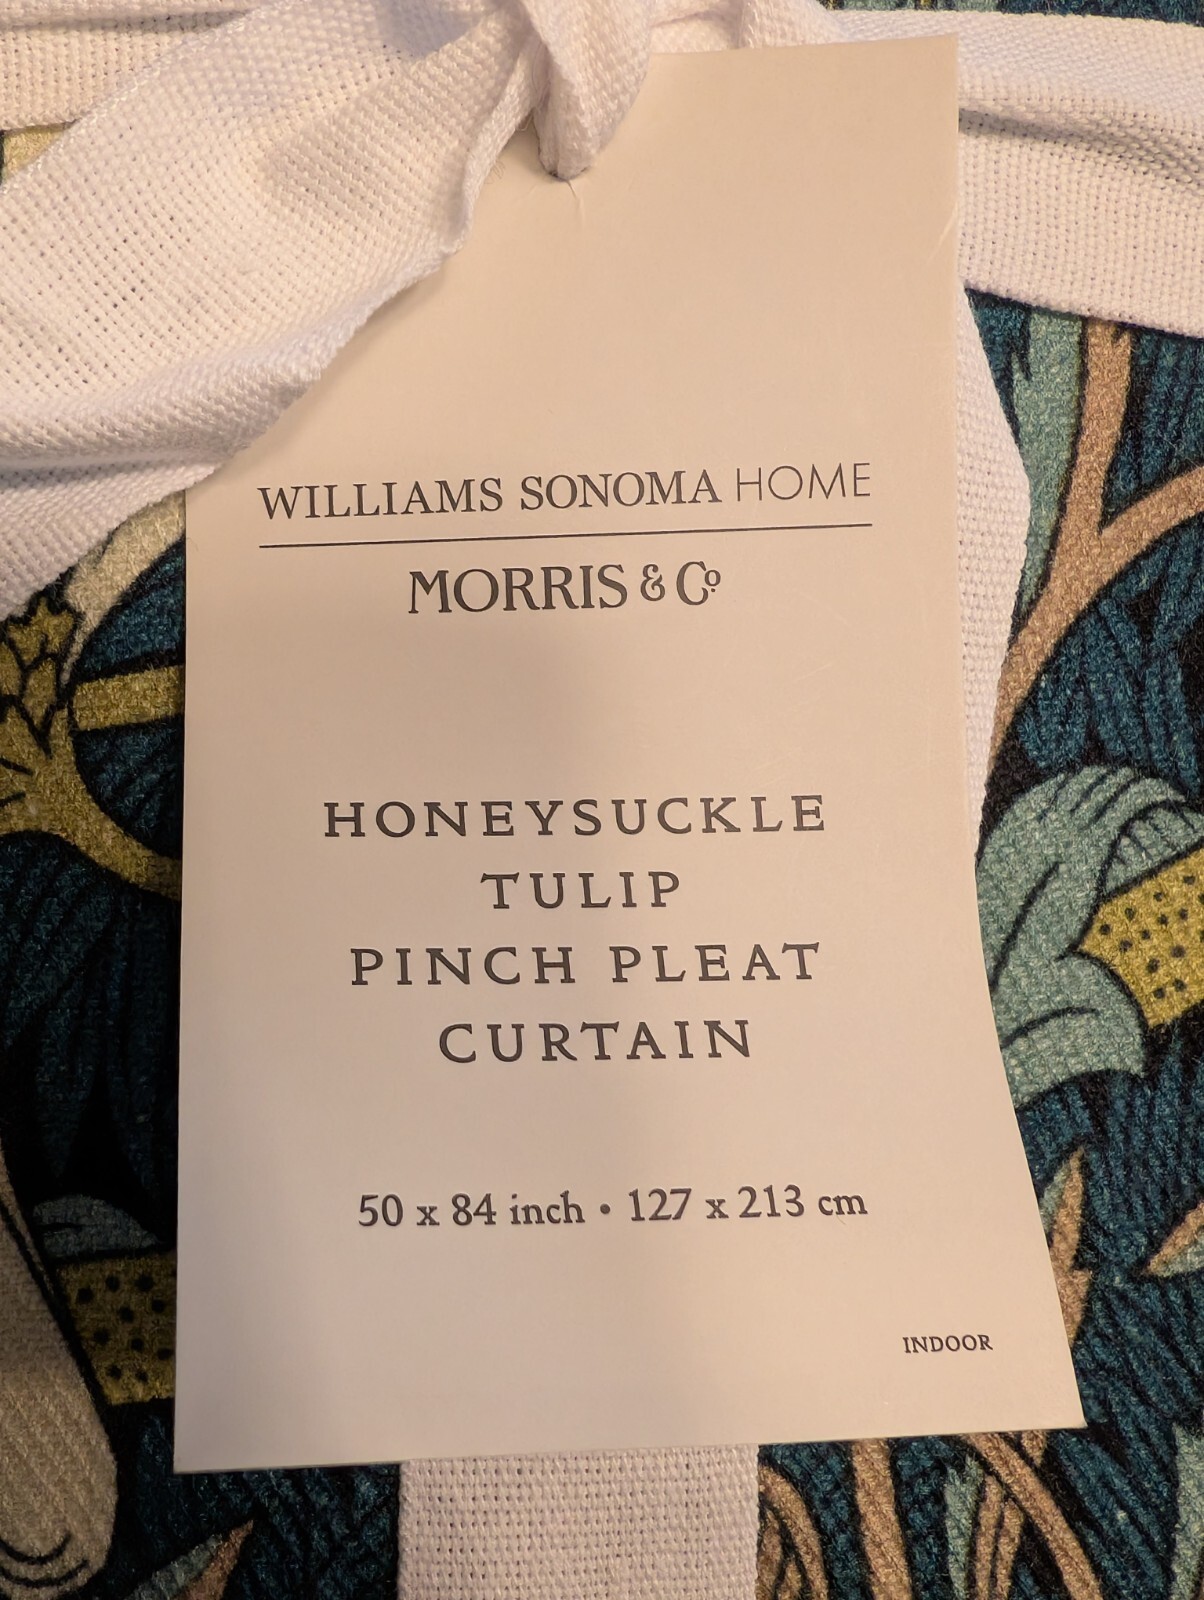 WILLIAMS SONOMA HOME
MORRIS & Cº
HONEYSUCKLE
TULIP
PINCH PLEAT
CURTAIN
50 x 84 inch • 127 x 213 cm
INDOOR